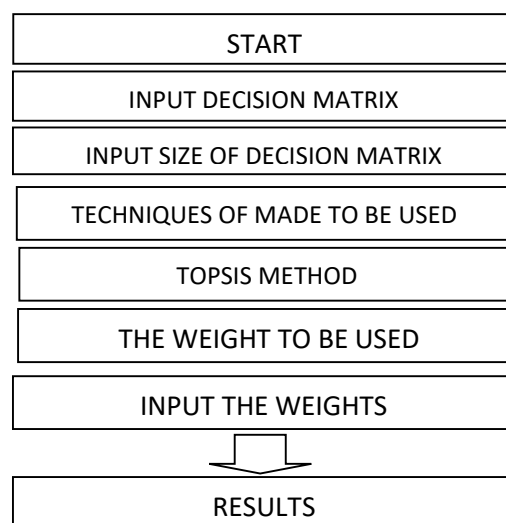 START
INPUT DECISION MATRIX
INPUT SIZE OF DECISION MATRIX
TECHNIQUES OF MADE TO BE USED
TOPSIS METHOD
THE WEIGHT TO BE USED
INPUT THE WEIGHTS
RESULTS